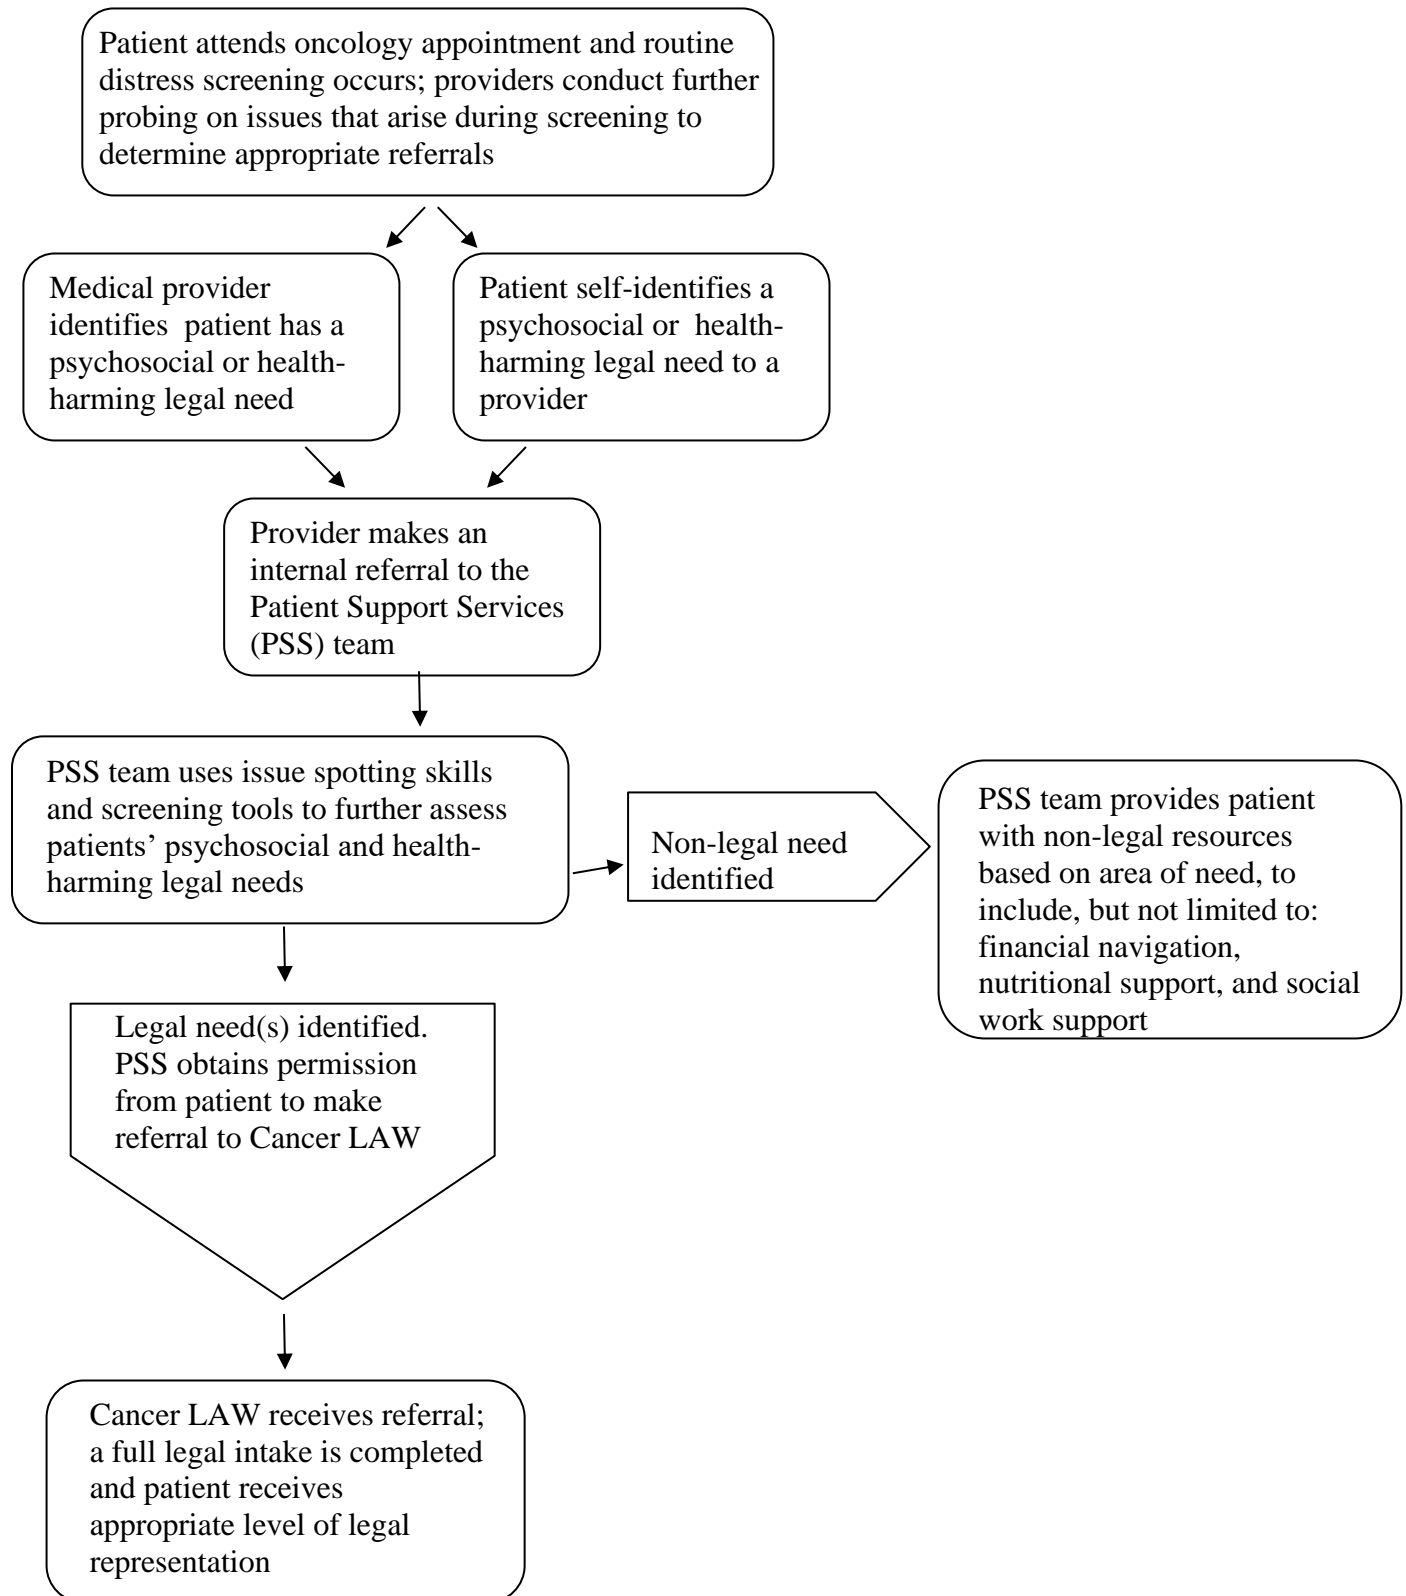 Patient attends oncology appointment and routine
distress screening occurs; providers conduct further
probing on issues that arise during screening to
determine appropriate referrals
Medical provider
identifies  patient has a
psychosocial or health-
harming legal need
Patient self-identifies a
psychosocial or  health-
harming legal need to a
provider
Provider makes an
internal referral to the
Patient Support Services
(PSS) team
PSS team uses issue spotting skills
and screening tools to further assess
patients’ psychosocial and health-
harming legal needs
Non-legal need
identified
PSS team provides patient
with non-legal resources
based on area of need, to
include, but not limited to:
financial navigation,
nutritional support, and social
work support
Legal need(s) identified.
PSS obtains permission
from patient to make
referral to Cancer LAW
Cancer LAW receives referral;
a full legal intake is completed
and patient receives
appropriate level of legal
representation